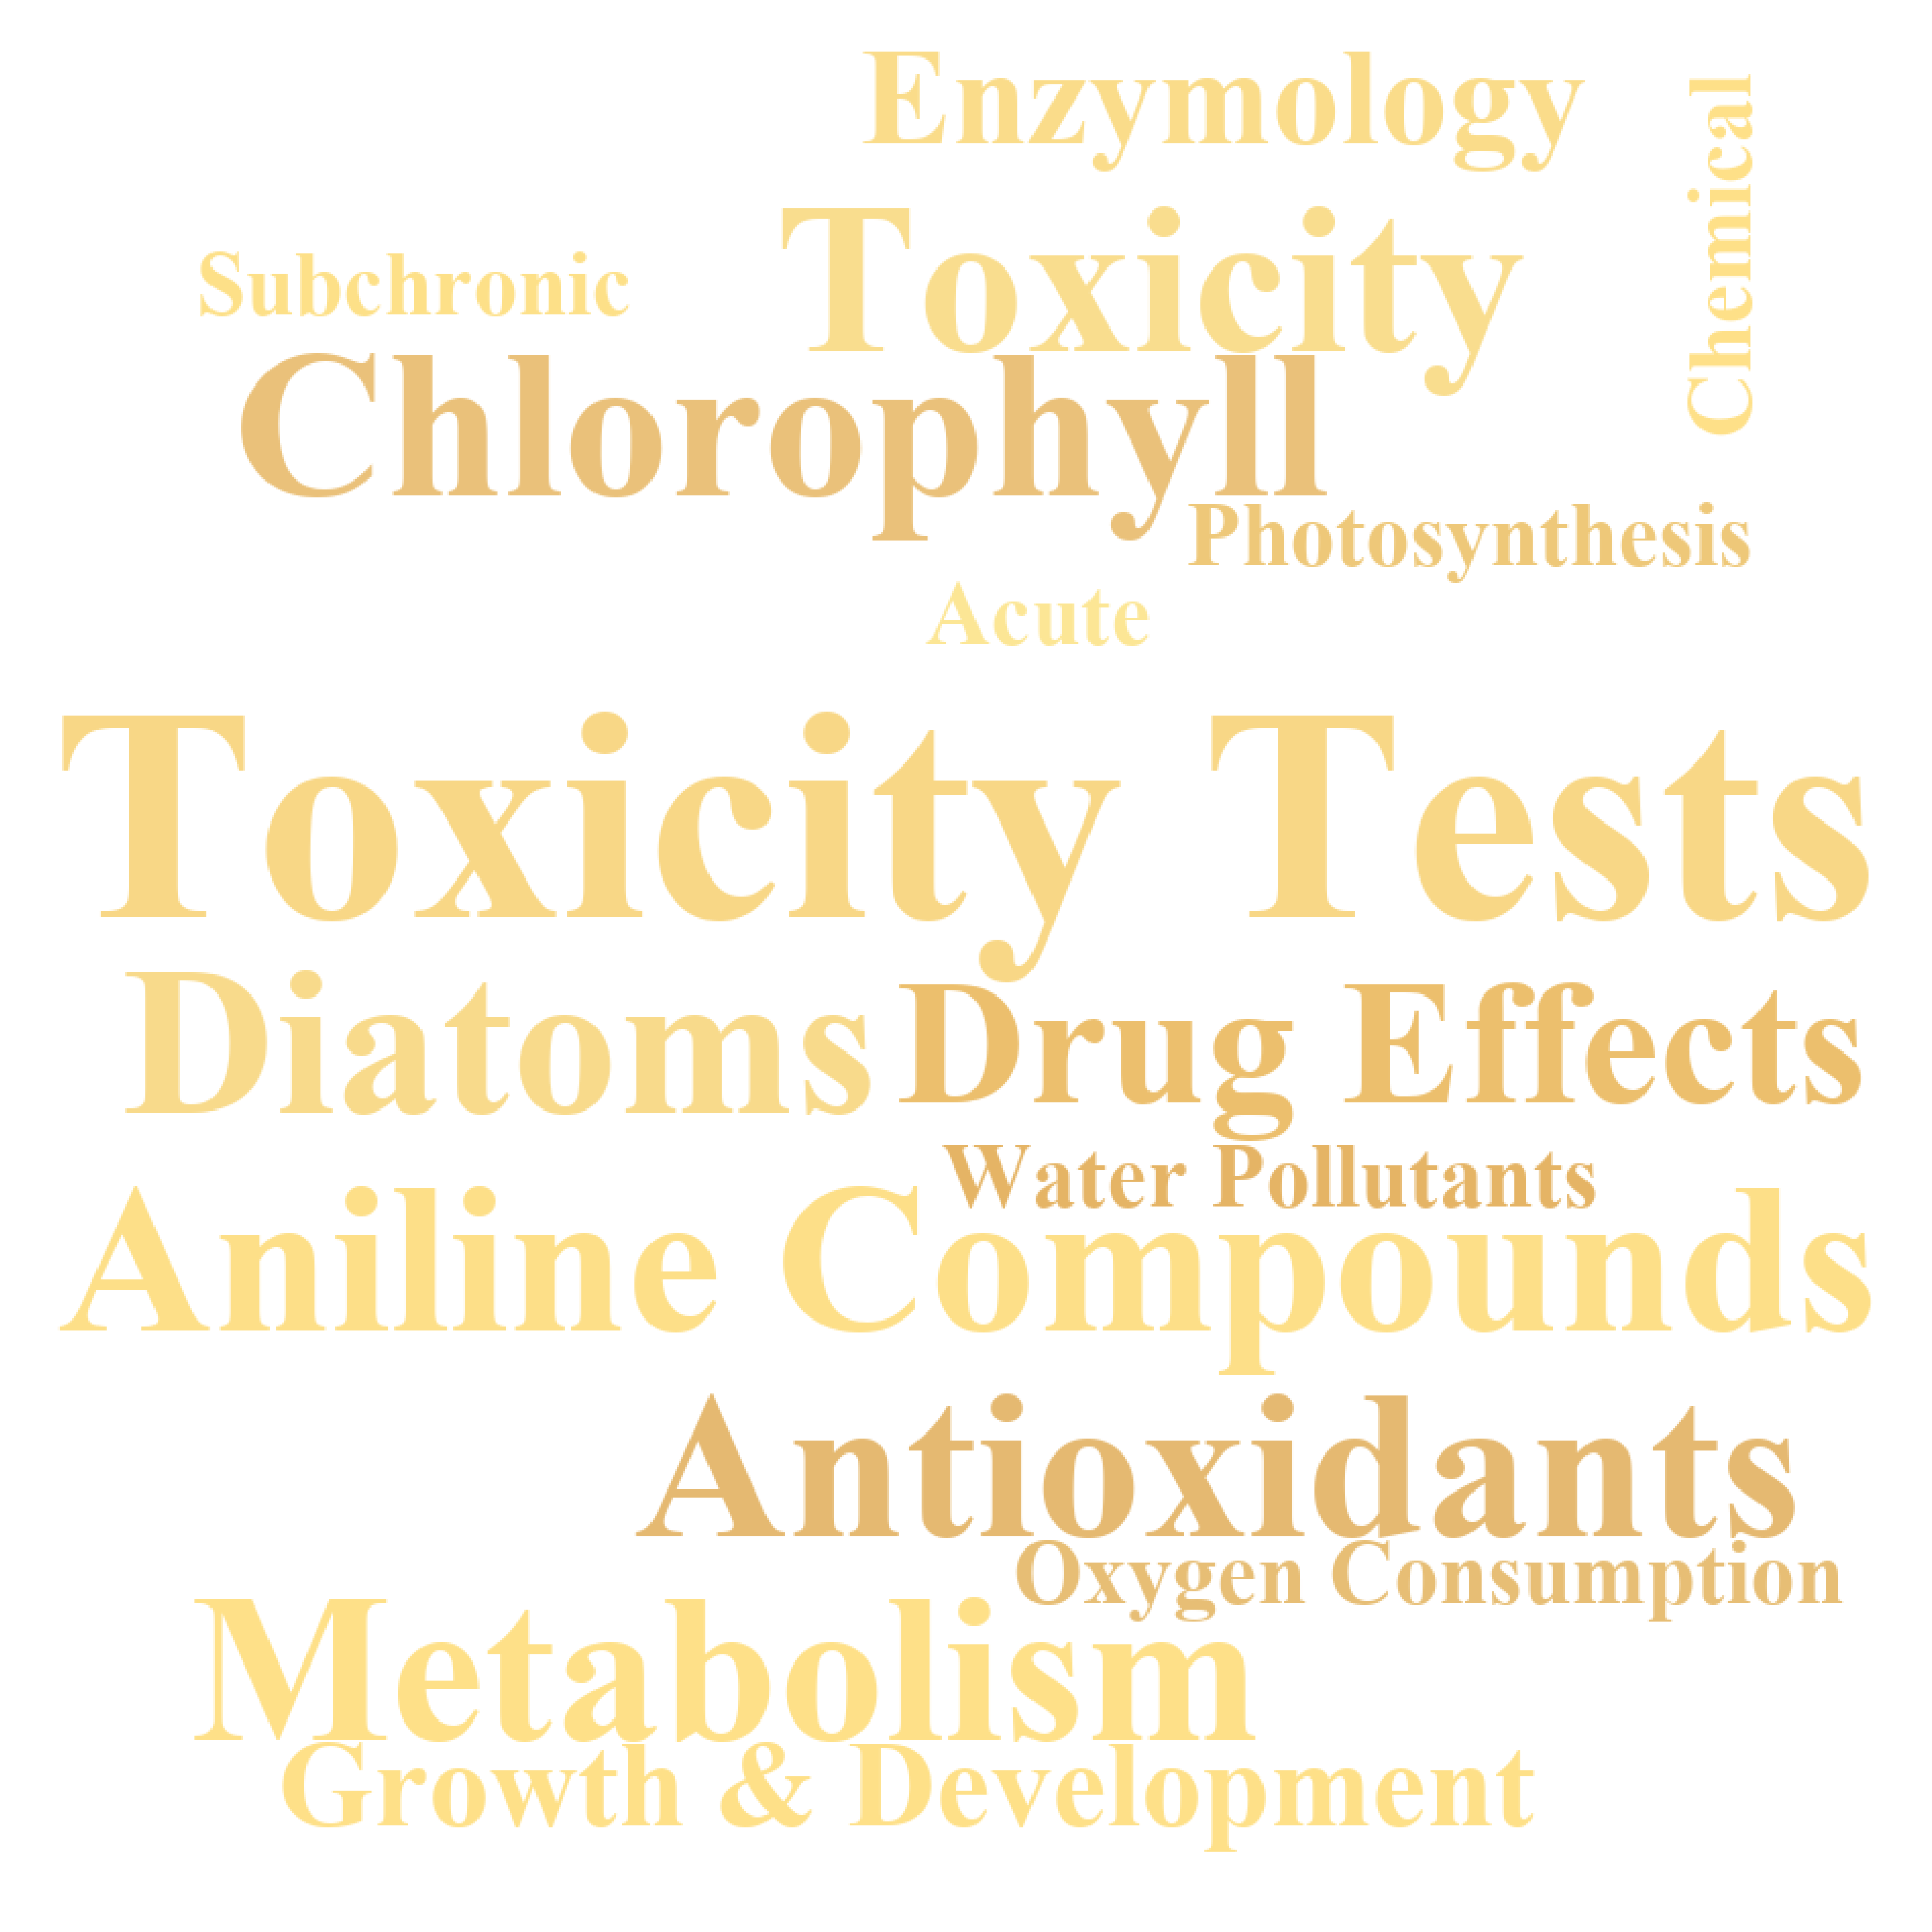 Enzymology
Chemical
Toxicity
Subchronic
Chlorophyll
Photosynthesis
Acute
Toxicity Tests
Diatoms
Drug Effects
Water Pollutants
Aniline Compounds
Antioxidants
Oxygen Consumption
Metabolism
Growth & Development